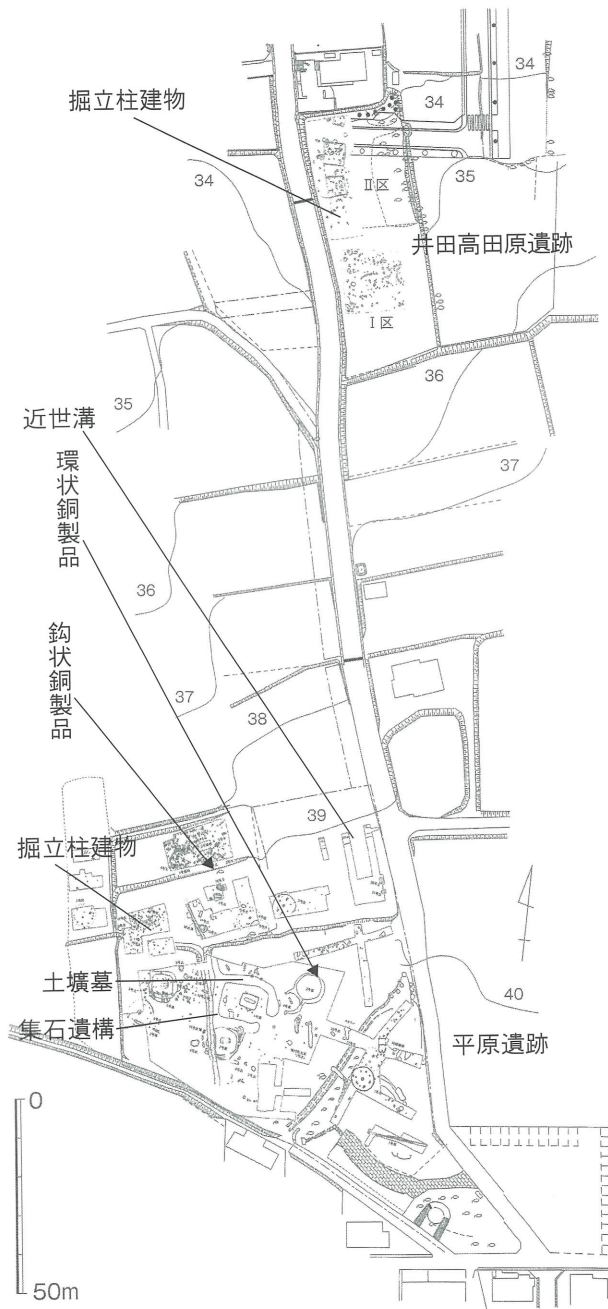 34
掘立柱建物
34
34
35
Ⅱ区
井田高田原遺跡
Ⅰ区
36
35
近世溝
環状銅製品
37
36
鈎状銅製品
37
38
39
掘立柱建物
土壙墓
40
集石遺構
平原遺跡
0
50m